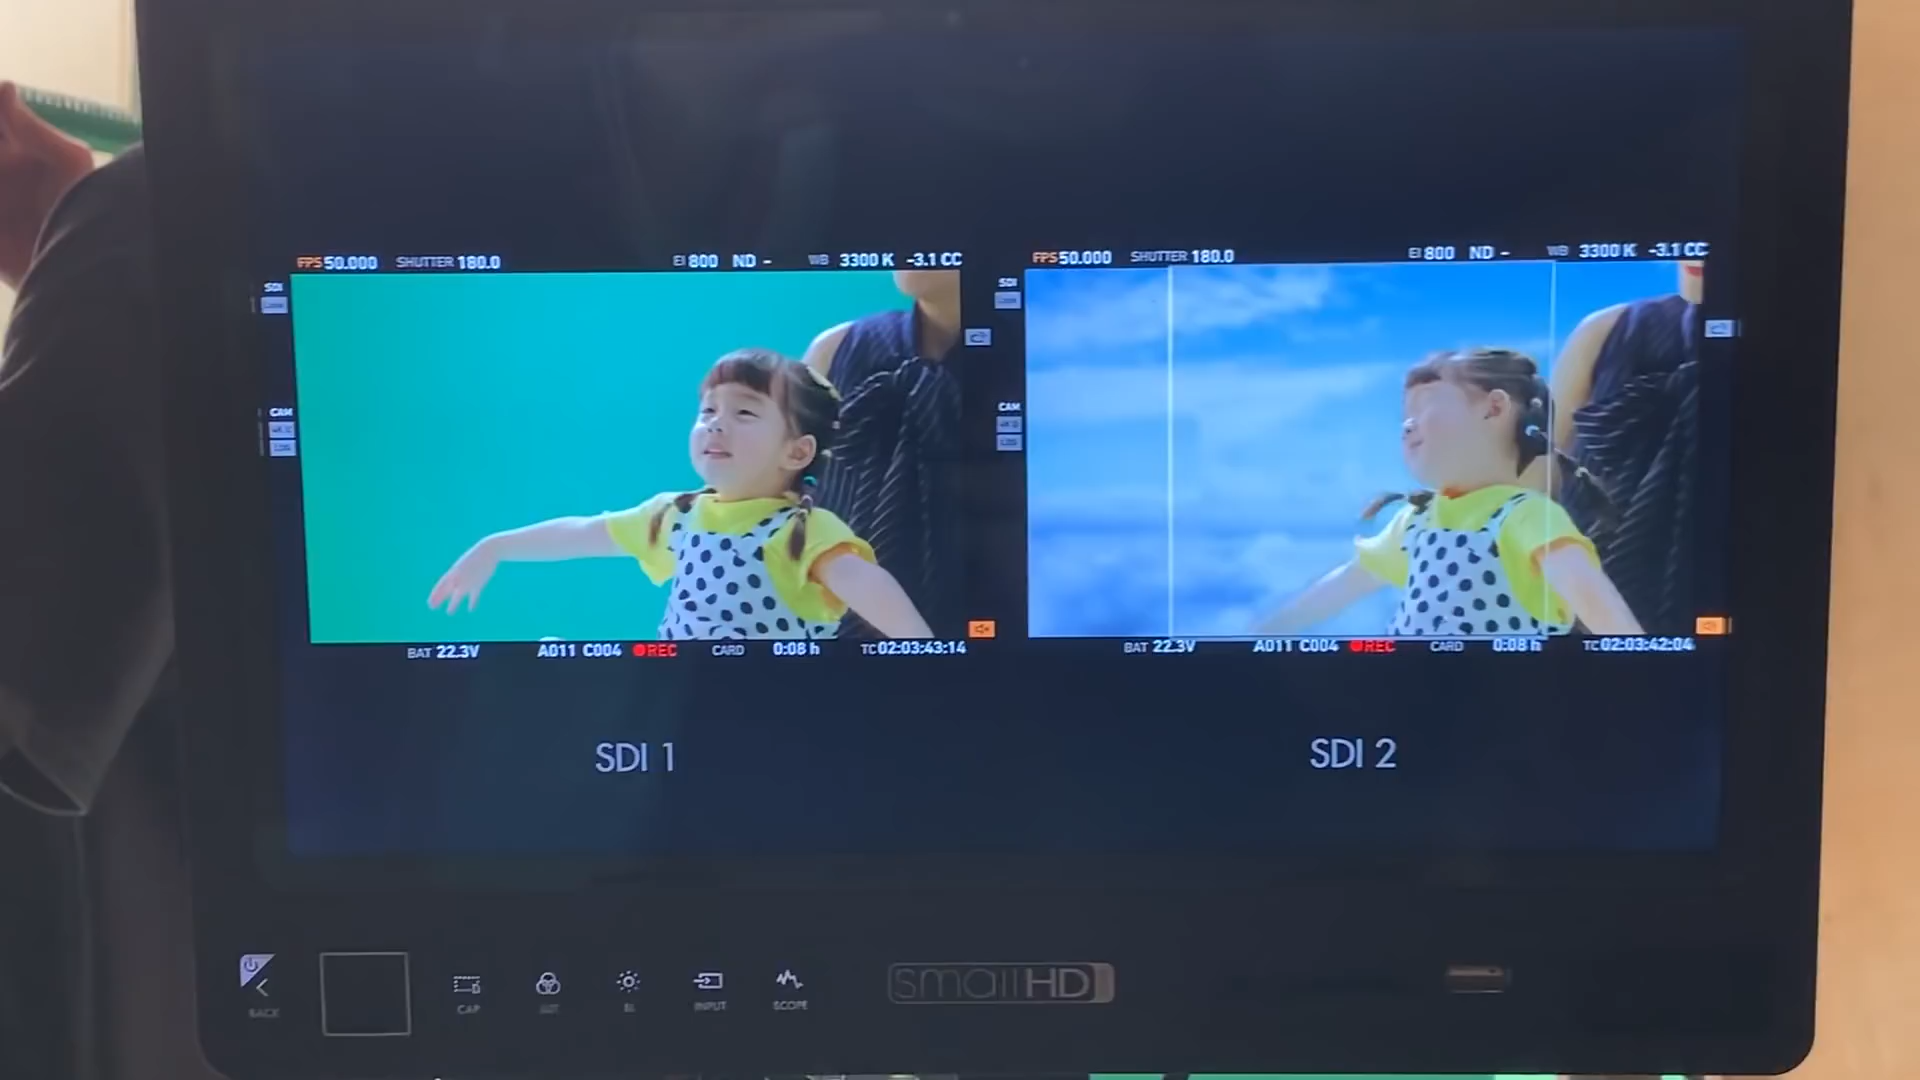 FPS 50.000 SHUTTER 180.0 EI 800 ND - WB 3300 K -3.1 CC
SDI
CAM
LOG
BAT 22.3V A011 C004 REC CARD 0:08 h TC 02:03:43:14
SDI 1
FPS 50.000 SHUTTER 180.0 EI 800 ND - WB 3300 K -3.1 CC
SDI
CAM
LOG
BAT 22.3V A011 C004 REC CARD 0:08 h TC 02:03:42:04
SDI 2
BACK CAP BL INPUT SCOPE
smallHD